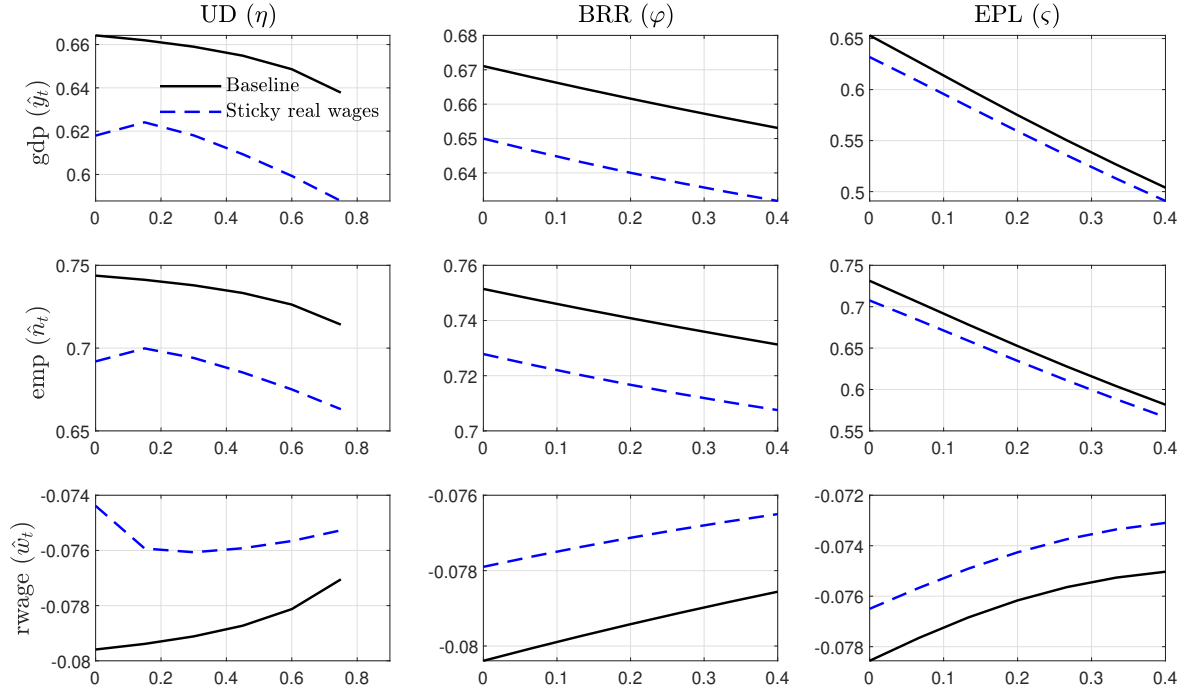 UD (η) BRR (φ) EPL (ς)
gdp (ŷt)
0.66
0.64
0.62
0.6
Baseline
Sticky real wages
0 0.2 0.4 0.6 0.8
0.68
0.67
0.66
0.65
0.64
0 0.1 0.2 0.3 0.4
0.65
0.6
0.55
0.5
0 0.1 0.2 0.3 0.4
emp (n̂t)
0.75
0.7
0.65
0 0.2 0.4 0.6 0.8
0.76
0.74
0.72
0.7
0 0.1 0.2 0.3 0.4
0.75
0.7
0.65
0.6
0.55
0 0.1 0.2 0.3 0.4
rwage (ŵt)
-0.074
-0.076
-0.078
-0.08
0 0.2 0.4 0.6 0.8
-0.076
-0.078
-0.08
0 0.1 0.2 0.3 0.4
-0.072
-0.074
-0.076
-0.078
0 0.1 0.2 0.3 0.4